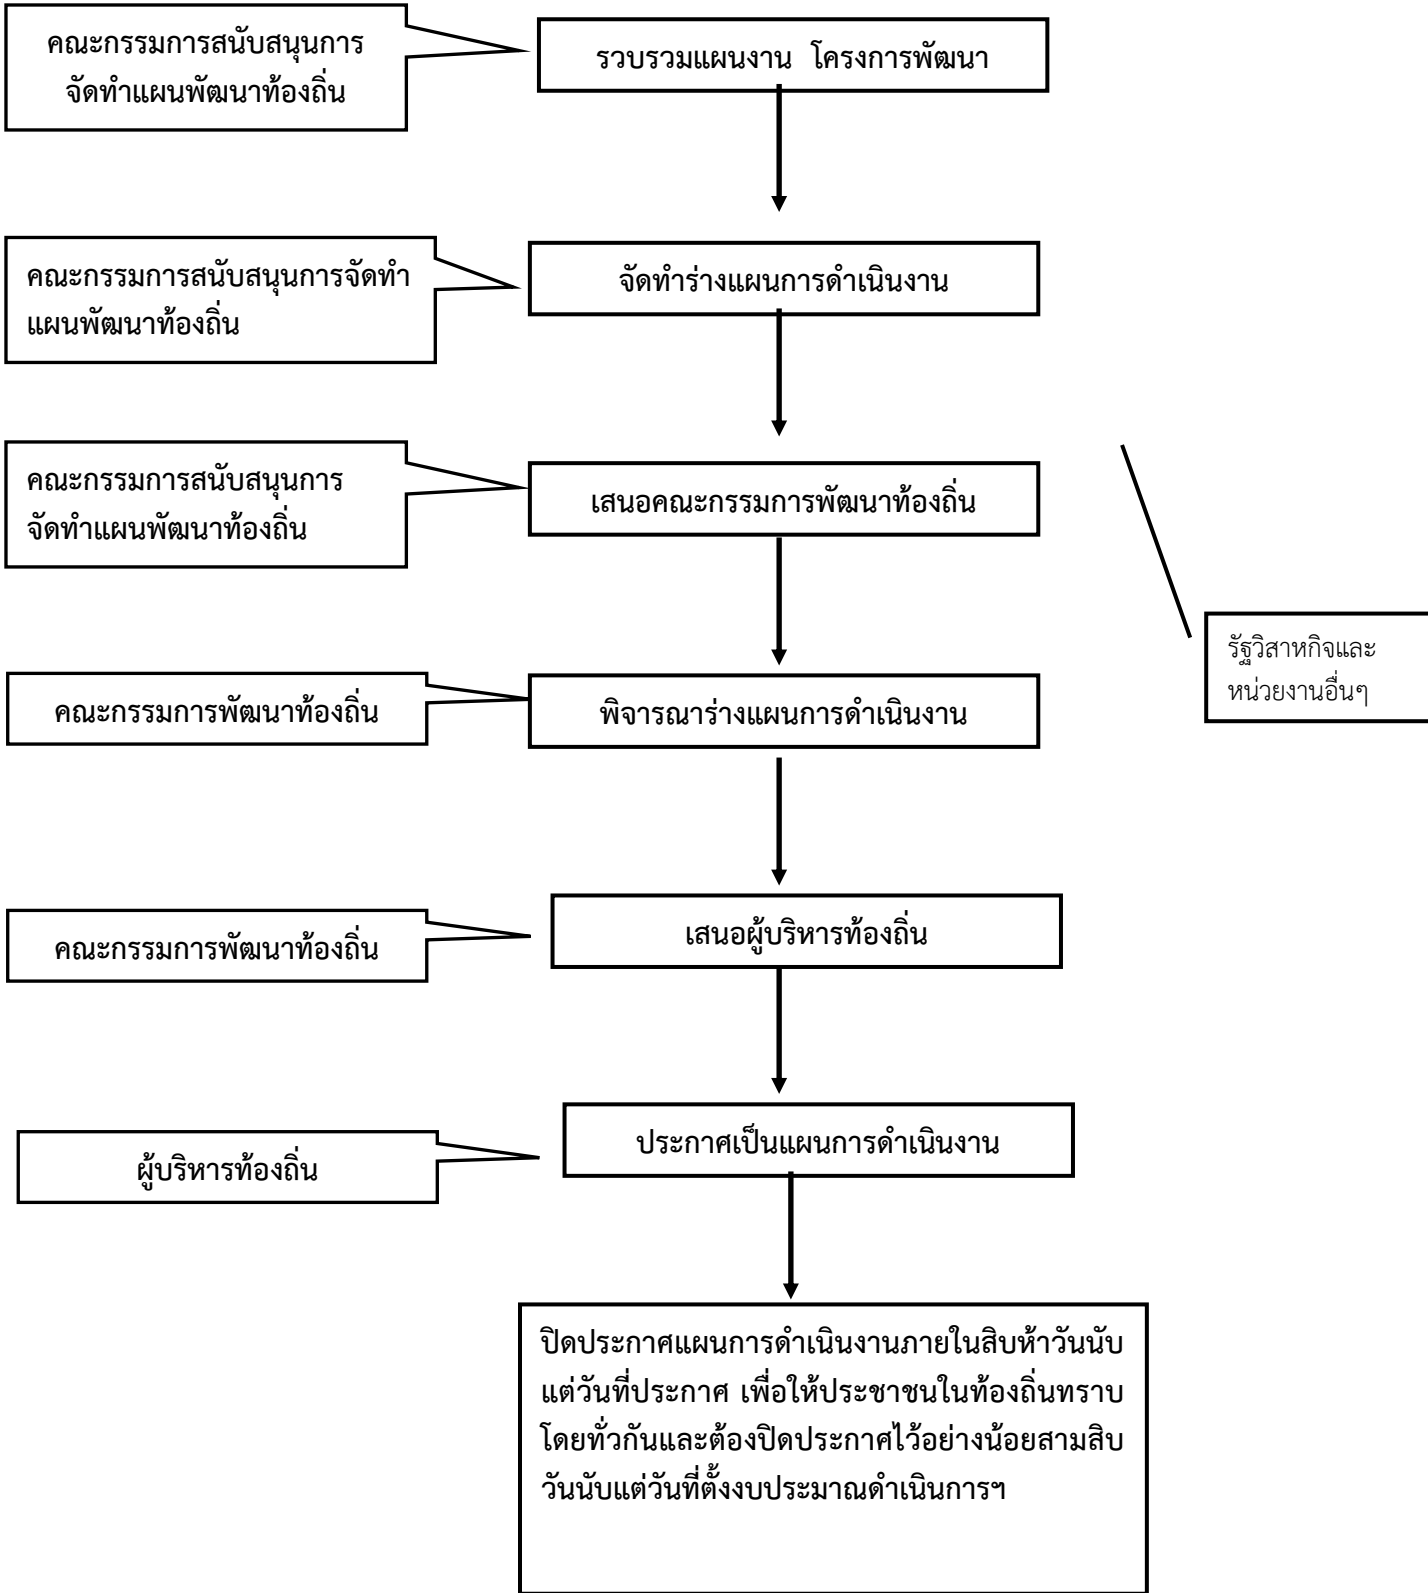 คณะกรรมการสนับสนุนการ
จัดทำแผนพัฒนาท้องถิ่น
รวบรวมแผนงาน โครงการพัฒนา
คณะกรรมการสนับสนุนการจัดทำ
แผนพัฒนาท้องถิ่น
จัดทำร่างแผนการดำเนินงาน
คณะกรรมการสนับสนุนการ
จัดทำแผนพัฒนาท้องถิ่น
เสนอคณะกรรมการพัฒนาท้องถิ่น
รัฐวิสาหกิจและ
หน่วยงานอื่นๆ
คณะกรรมการพัฒนาท้องถิ่น
พิจารณาร่างแผนการดำเนินงาน
คณะกรรมการพัฒนาท้องถิ่น
เสนอผู้บริหารท้องถิ่น
ผู้บริหารท้องถิ่น
ประกาศเป็นแผนการดำเนินงาน
ปิดประกาศแผนการดำเนินงานภายในสิบห้าวันนับ
แต่วันที่ประกาศ เพื่อให้ประชาชนในท้องถิ่นทราบ
โดยทั่วกันและต้องปิดประกาศไว้อย่างน้อยสามสิบ
วันนับแต่วันที่ตั้งงบประมาณดำเนินการฯ